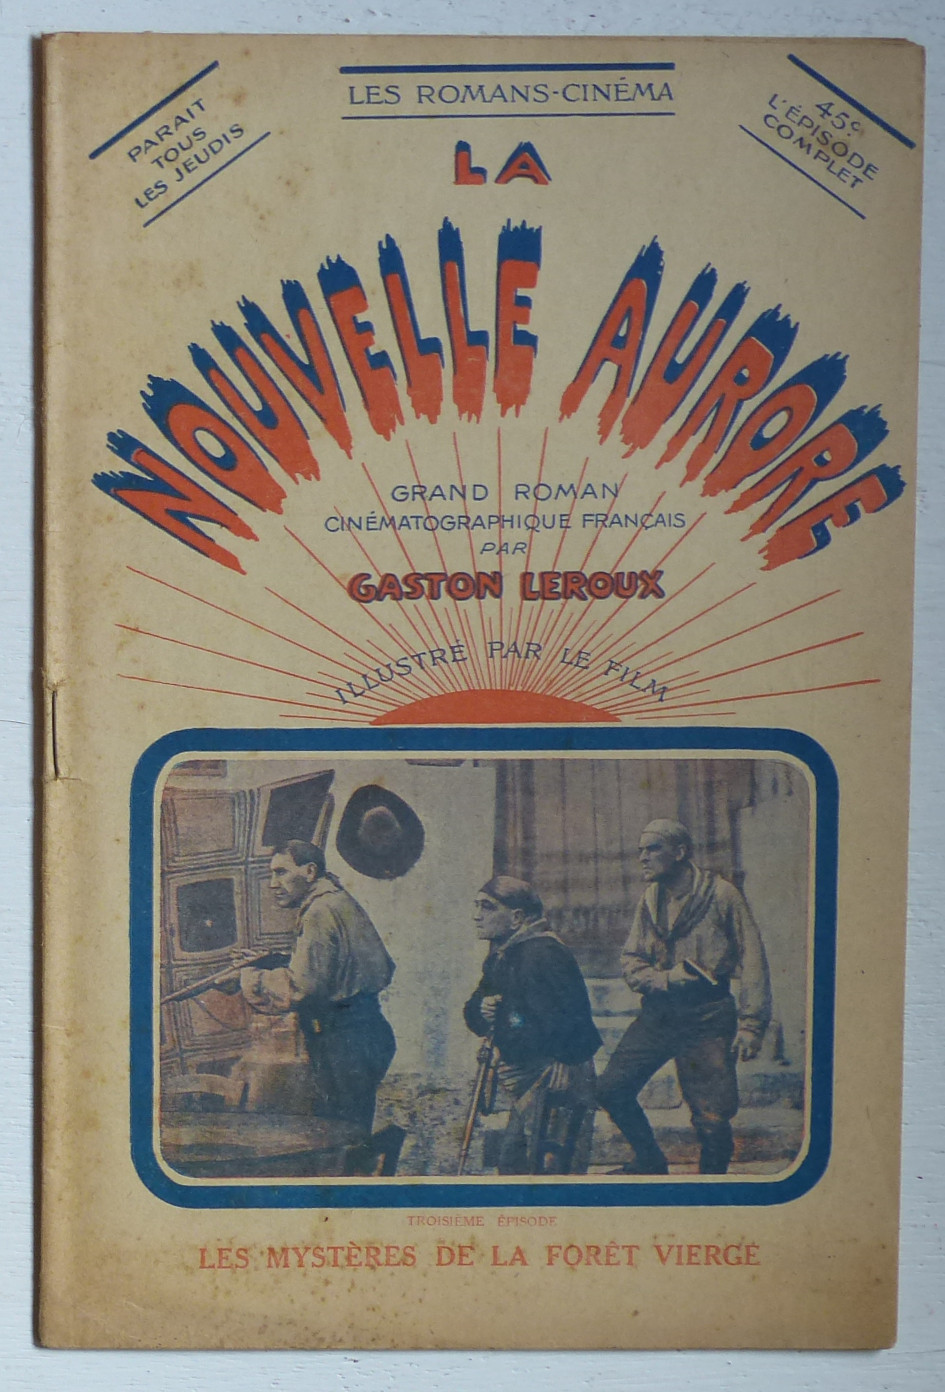 PARAIT
TOUS
LES JEUDIS
LES ROMANS-CINÉMA
45c.
L'ÉPISODE
COMPLET
LA
NOUVELLE AURORE
GRAND ROMAN
CINÉMATOGRAPHIQUE FRANÇAIS
PAR
GASTON LEROUX
ILLUSTRÉ PAR LE FILM
TROISIÈME ÉPISODE
LES MYSTÈRES DE LA FORÊT VIERGE